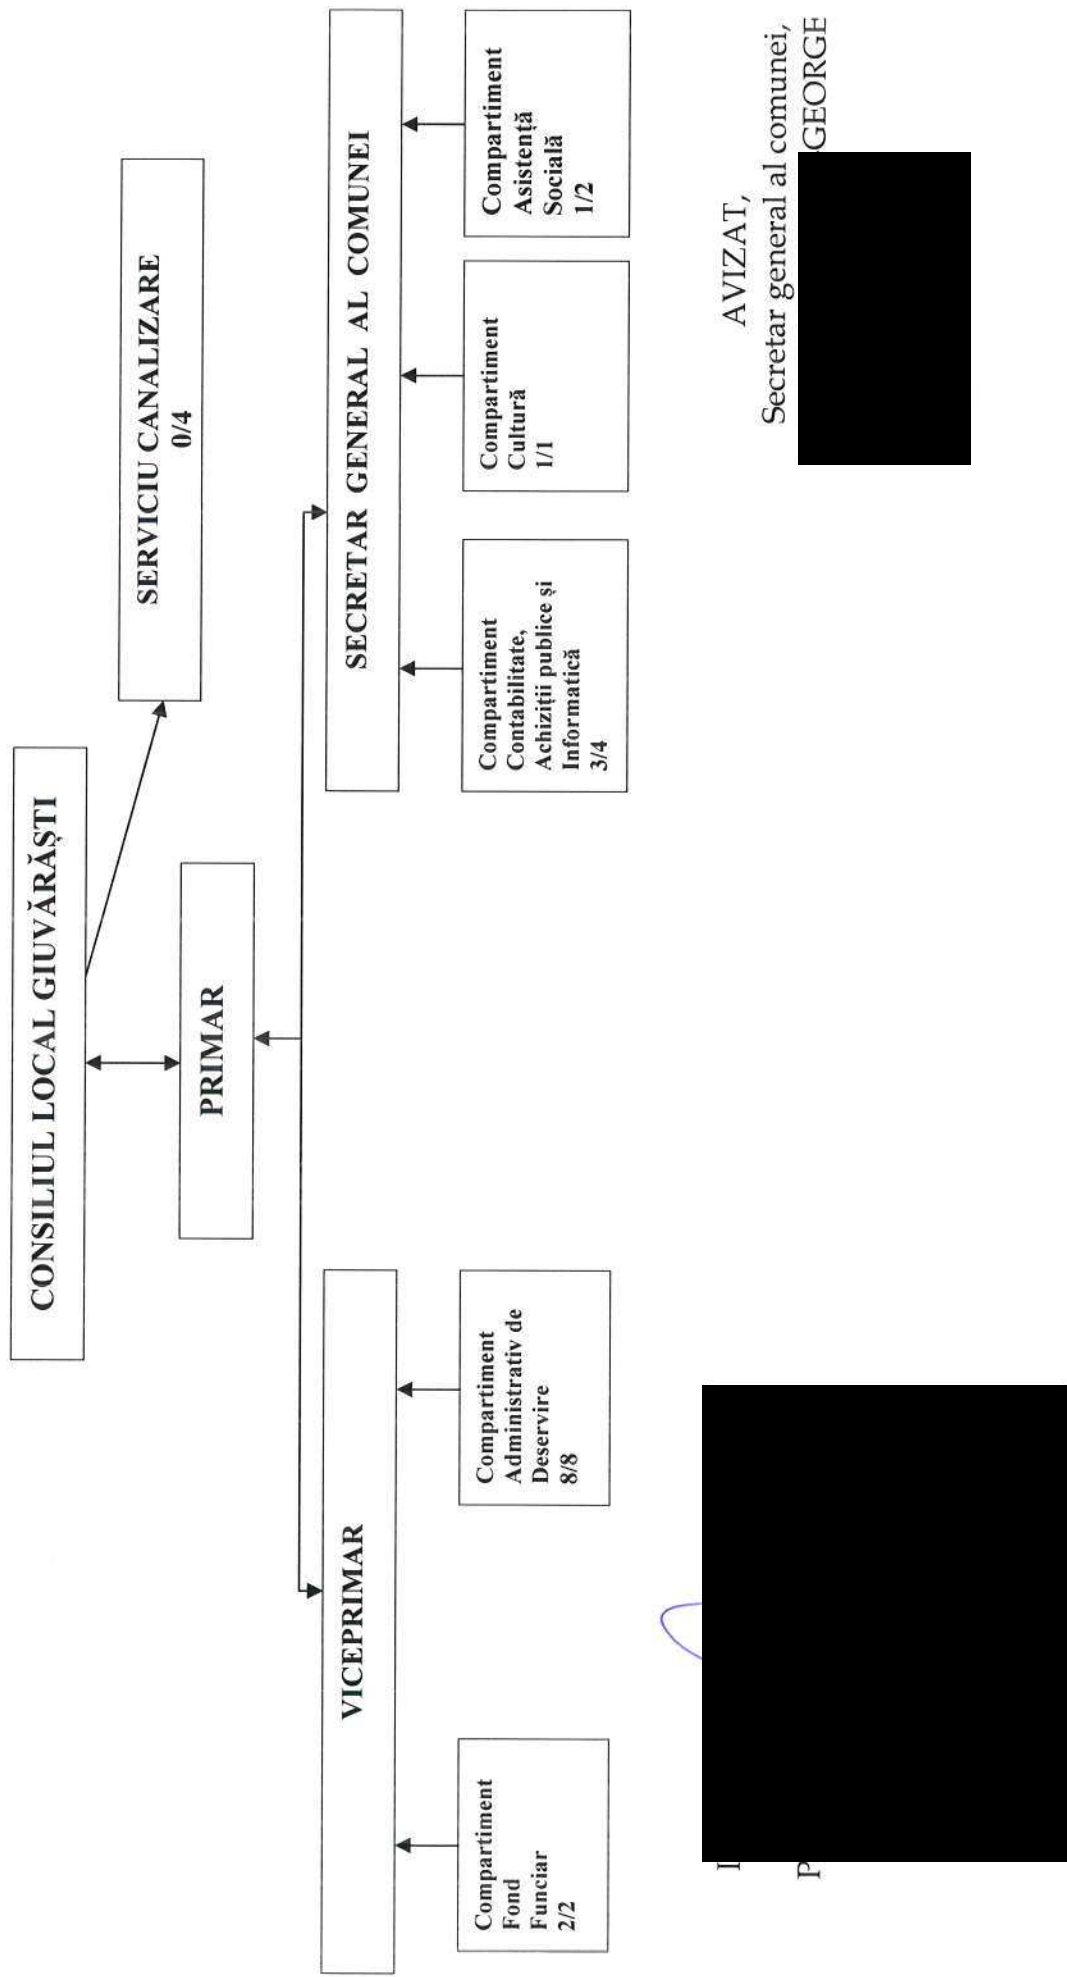 CONSILIUL LOCAL GIUVĂRĂȘTI
SERVICIU CANALIZARE
0/4
PRIMAR
VICEPRIMAR
SECRETAR GENERAL AL COMUNEI
Compartiment
Fond
Funciar
2/2
Compartiment
Administrativ de
Deservire
8/8
Compartiment
Contabilitate,
Achiziții publice și
Informatică
3/4
Compartiment
Cultură
1/1
Compartiment
Asistență
Socială
1/2
AVIZAT,
Secretar general al comunei,
GEORGE
P